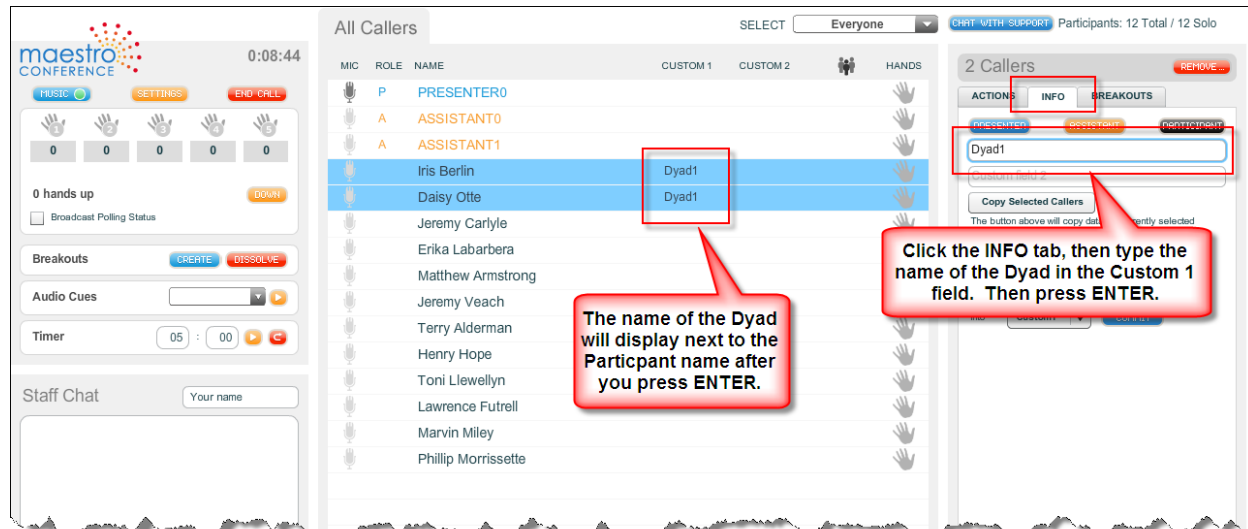 maestro
CONFERENCE
0:08:44
MUSIC
SETTINGS
END CALL
1 2 3 4 5
0 0 0 0 0
0 hands up
DOWN
Broadcast Polling Status
Breakouts
CREATE
DISSOLVE
Audio Cues
Timer
05 : 00
Staff Chat
Your name
All Callers
SELECT
Everyone
MIC ROLE NAME CUSTOM 1 CUSTOM 2 HANDS
P PRESENTER0
A ASSISTANT0
A ASSISTANT1
Iris Berlin Dyad1
Daisy Otte Dyad1
Jeremy Carlyle
Erika Labarbera
Matthew Armstrong
Jeremy Veach
Terry Alderman
Henry Hope
Toni Llewellyn
Lawrence Futrell
Marvin Miley
Phillip Morrissette
The name of the Dyad
will display next to the
Particpant name after
you press ENTER.
CHAT WITH SUPPORT
Participants: 12 Total / 12 Solo
2 Callers
REMOVE ...
ACTIONS
INFO
BREAKOUTS
PRESENTER
ASSISTANT
PARTICIPANT
Dyad1
Custom field 2
Copy Selected Callers
The button above will copy data selected
Click the INFO tab, then type the
name of the Dyad in the Custom 1
field. Then press ENTER.